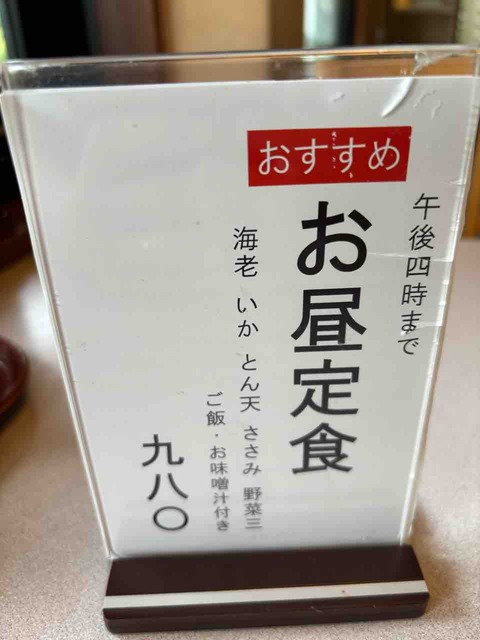 おすすめ
午後四時まで
お昼定食
海老 いか とん天 ささみ 野菜三
ご飯・お味噌汁付き
九八〇